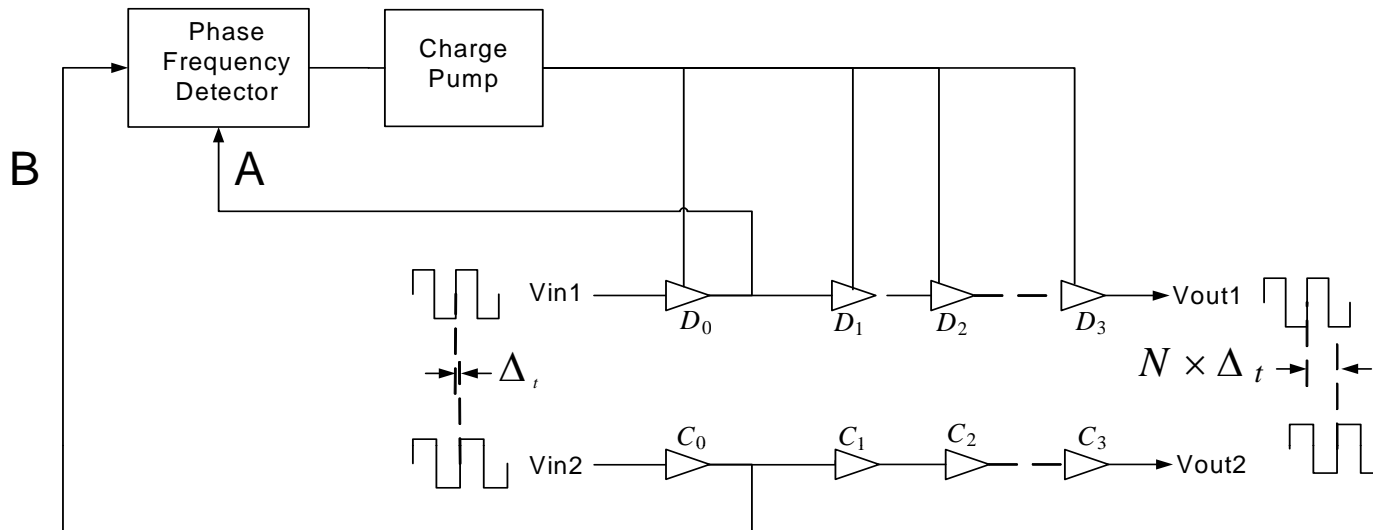 Phase
Frequency
Detector
Charge
Pump
B
A
Vin1
D₀
D₁
D₂
D₃
Vout1
Δₜ
N × Δₜ
Vin2
C₀
C₁
C₂
C₃
Vout2